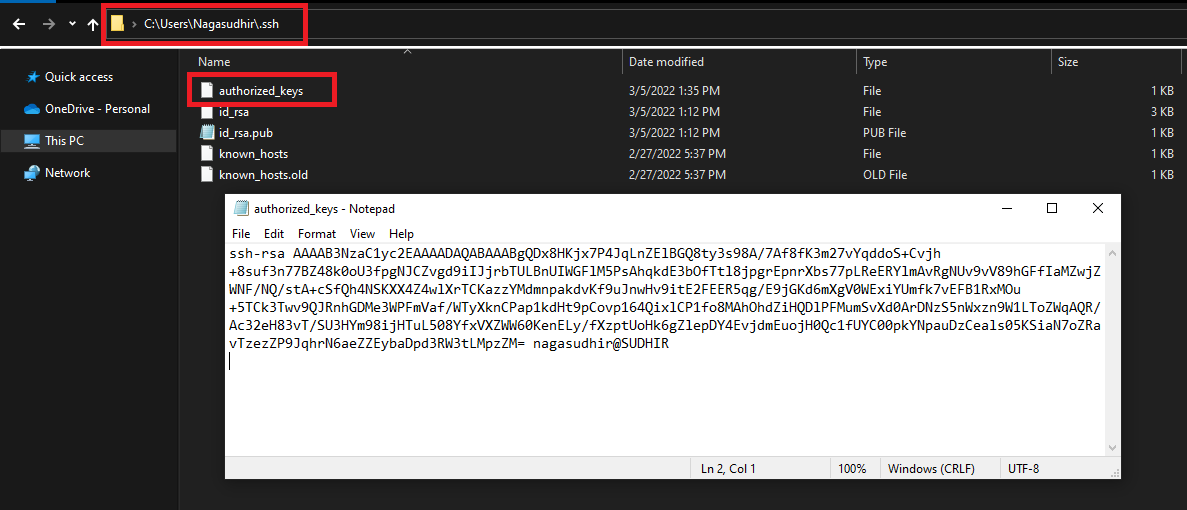 C:\Users\Nagasudhir\.ssh
Name Date modified Type Size
Quick access
OneDrive - Personal
This PC
Network
authorized_keys 3/5/2022 1:35 PM File 1 KB
id_rsa 3/5/2022 1:12 PM File 3 KB
id_rsa.pub 3/5/2022 1:12 PM PUB File 1 KB
known_hosts 2/27/2022 5:37 PM File 1 KB
known_hosts.old 2/27/2022 5:37 PM OLD File 1 KB
authorized_keys - Notepad
File Edit Format View Help
ssh-rsa AAAAB3NzaC1yc2EAAAADAQABAAABgQDx8HKjx7P4JqLnZElBGQ8ty3s98A/7Af8fK3m27vYqddoS+Cvjh
+8suf3n77BZ48k0oU3fpgNJCZvgd9iIJjrbTULBnUIWGFlM5PsAhqkdE3bOfTtl8jpgrEpnrXbs77pLReERYlmAvRgNUv9vV89hGFfIaMZwjZ
WNF/NQ/stA+cSfQh4NSKXX4Z4wlXrTCKazzYMdmnpakdvKf9uJnwHv9itE2FEER5qg/E9jGKd6mXgV0WExiYUmfk7vEFB1RxMOu
+5TCk3Twv9QJRnhGDMe3WPFmVaf/WTyXknCPap1kdHt9pCovp164QixlCP1fo8MAhOhdZiHQDlPFMumSvXd0ArDNzS5nWxzn9W1LToZWqAQR/
Ac32eH83vT/SU3HYm98ijHTuL508YfxVXZWW60KenELy/fXzptUoHk6gZlepDY4EvjdmEuojH0Qc1fUYC00pkYNpauDzCeals05KSiaN7oZRa
vTzezZP9JqhrN6aeZZEybaDpd3RW3tLMpzZM= nagasudhir@SUDHIR
Ln 2, Col 1 100% Windows (CRLF) UTF-8